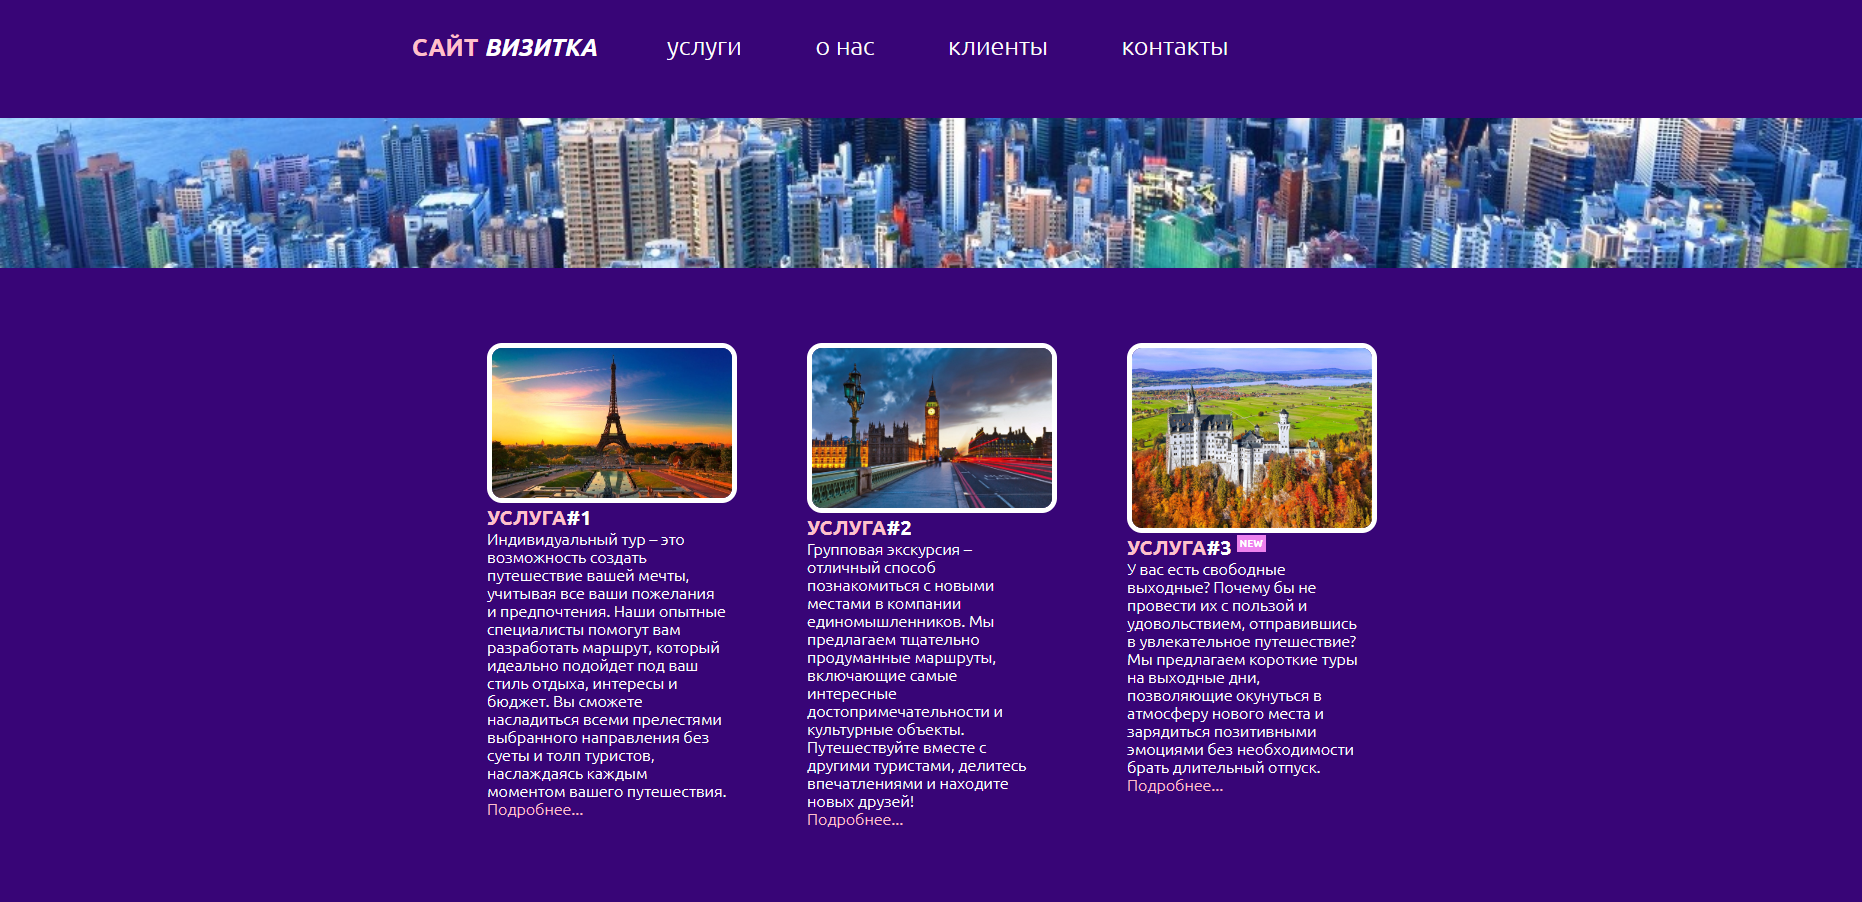 САЙТ ВИЗИТКА услуги о нас клиенты контакты
УСЛУГА#1
Индивидуальный тур – это
возможность создать
путешествие вашей мечты,
учитывая все ваши пожелания
и предпочтения. Наши опытные
специалисты помогут вам
разработать маршрут, который
идеально подойдет под ваш
стиль отдыха, интересы и
бюджет. Вы сможете
насладиться всеми прелестями
выбранного направления без
суеты и толп туристов,
наслаждаясь каждым
моментом вашего путешествия.
Подробнее...
УСЛУГА#2
Групповая экскурсия –
отличный способ
познакомиться с новыми
местами в компании
единомышленников. Мы
предлагаем тщательно
продуманные маршруты,
включающие самые
интересные
достопримечательности и
культурные объекты.
Путешествуйте вместе с
другими туристами, делитесь
впечатлениями и находите
новых друзей!
Подробнее...
УСЛУГА#3 NEW
У вас есть свободные
выходные? Почему бы не
провести их с пользой и
удовольствием, отправившись
в увлекательное путешествие?
Мы предлагаем короткие туры
на выходные дни,
позволяющие окунуться в
атмосферу нового места и
зарядиться позитивными
эмоциями без необходимости
брать длительный отпуск.
Подробнее...